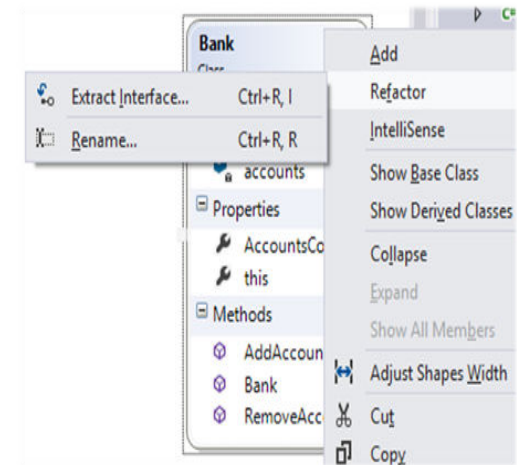 Bank
Class
Extract Interface... Ctrl+R, I
Rename... Ctrl+R, R
accounts
Properties
AccountsCo
this
Methods
AddAccoun
Bank
RemoveAcc
Add
Refactor
IntelliSense
Show Base Class
Show Derived Classes
Collapse
Expand
Show All Members
Adjust Shapes Width
Cut
Copy